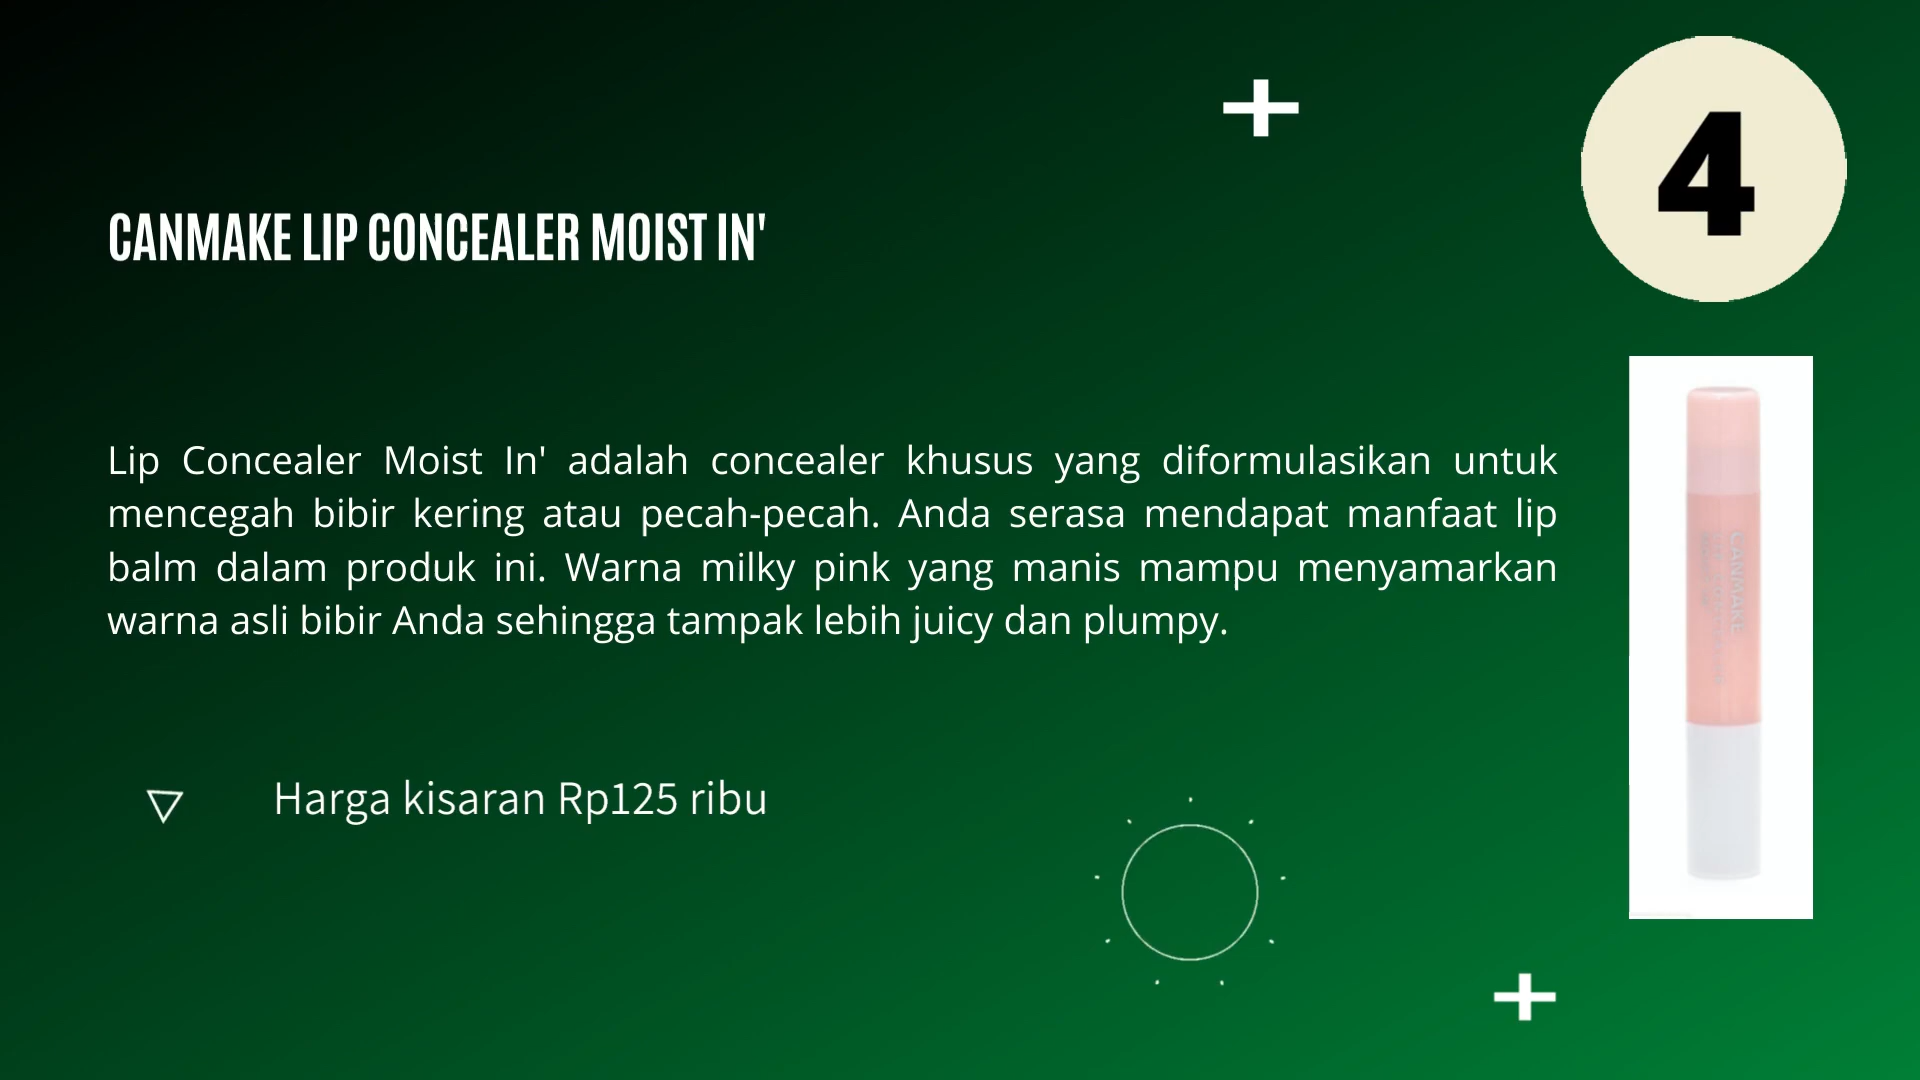 4
CANMAKE LIP CONCEALER MOIST IN'
Lip Concealer Moist In' adalah concealer khusus yang diformulasikan untuk
mencegah bibir kering atau pecah-pecah. Anda serasa mendapat manfaat lip
balm dalam produk ini. Warna milky pink yang manis mampu menyamarkan
warna asli bibir Anda sehingga tampak lebih juicy dan plumpy.
Harga kisaran Rp125 ribu
CANMAKE